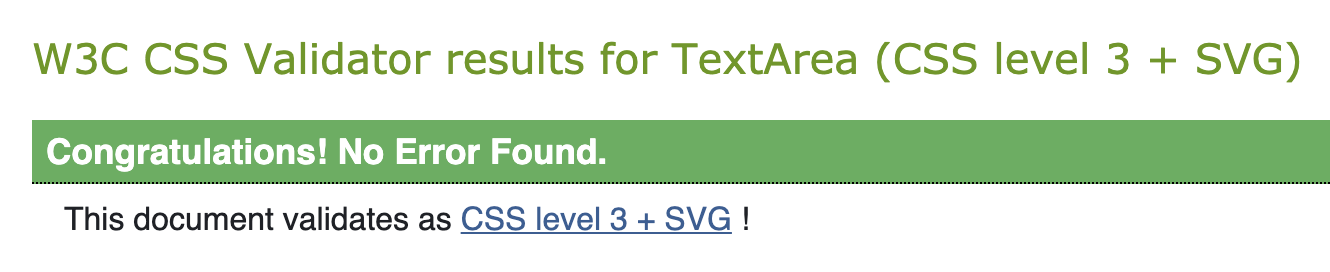 W3C CSS Validator results for TextArea (CSS level 3 + SVG)
Congratulations! No Error Found.
This document validates as CSS level 3 + SVG !